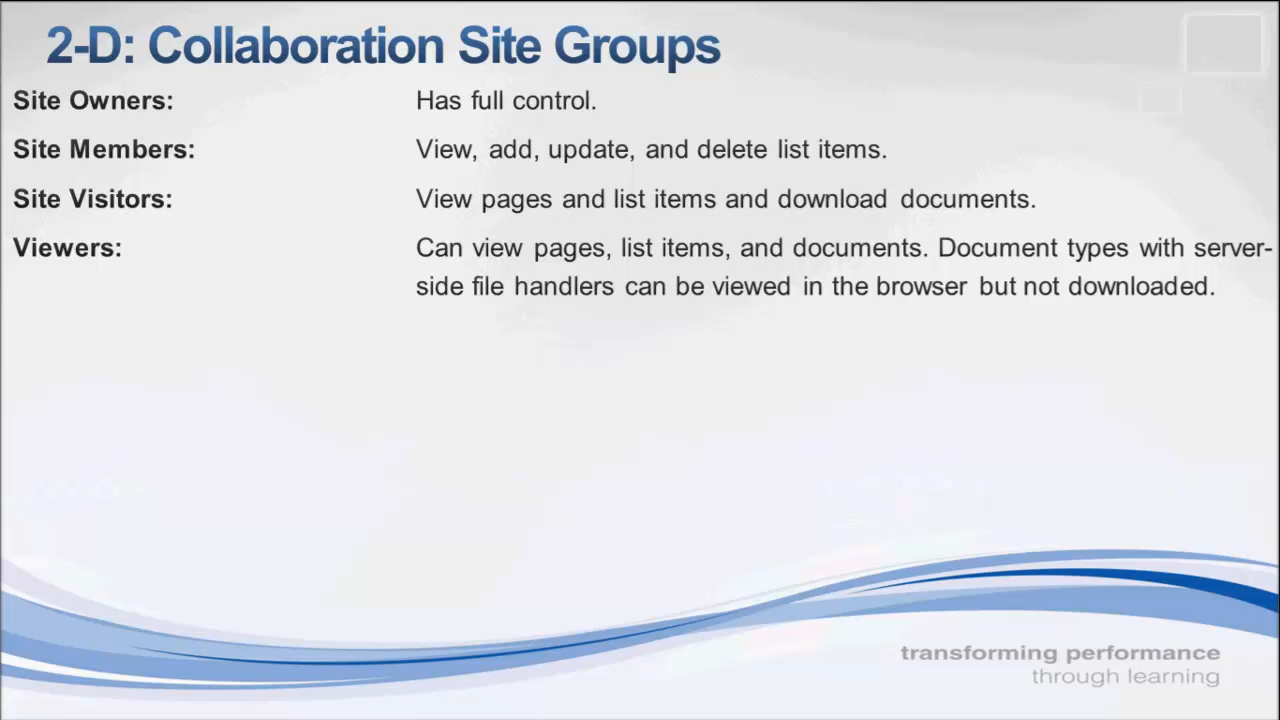 2-D: Collaboration Site Groups
Site Owners: Has full control.
Site Members: View, add, update, and delete list items.
Site Visitors: View pages and list items and download documents.
Viewers: Can view pages, list items, and documents. Document types with server-
side file handlers can be viewed in the browser but not downloaded.
transforming performance
through learning